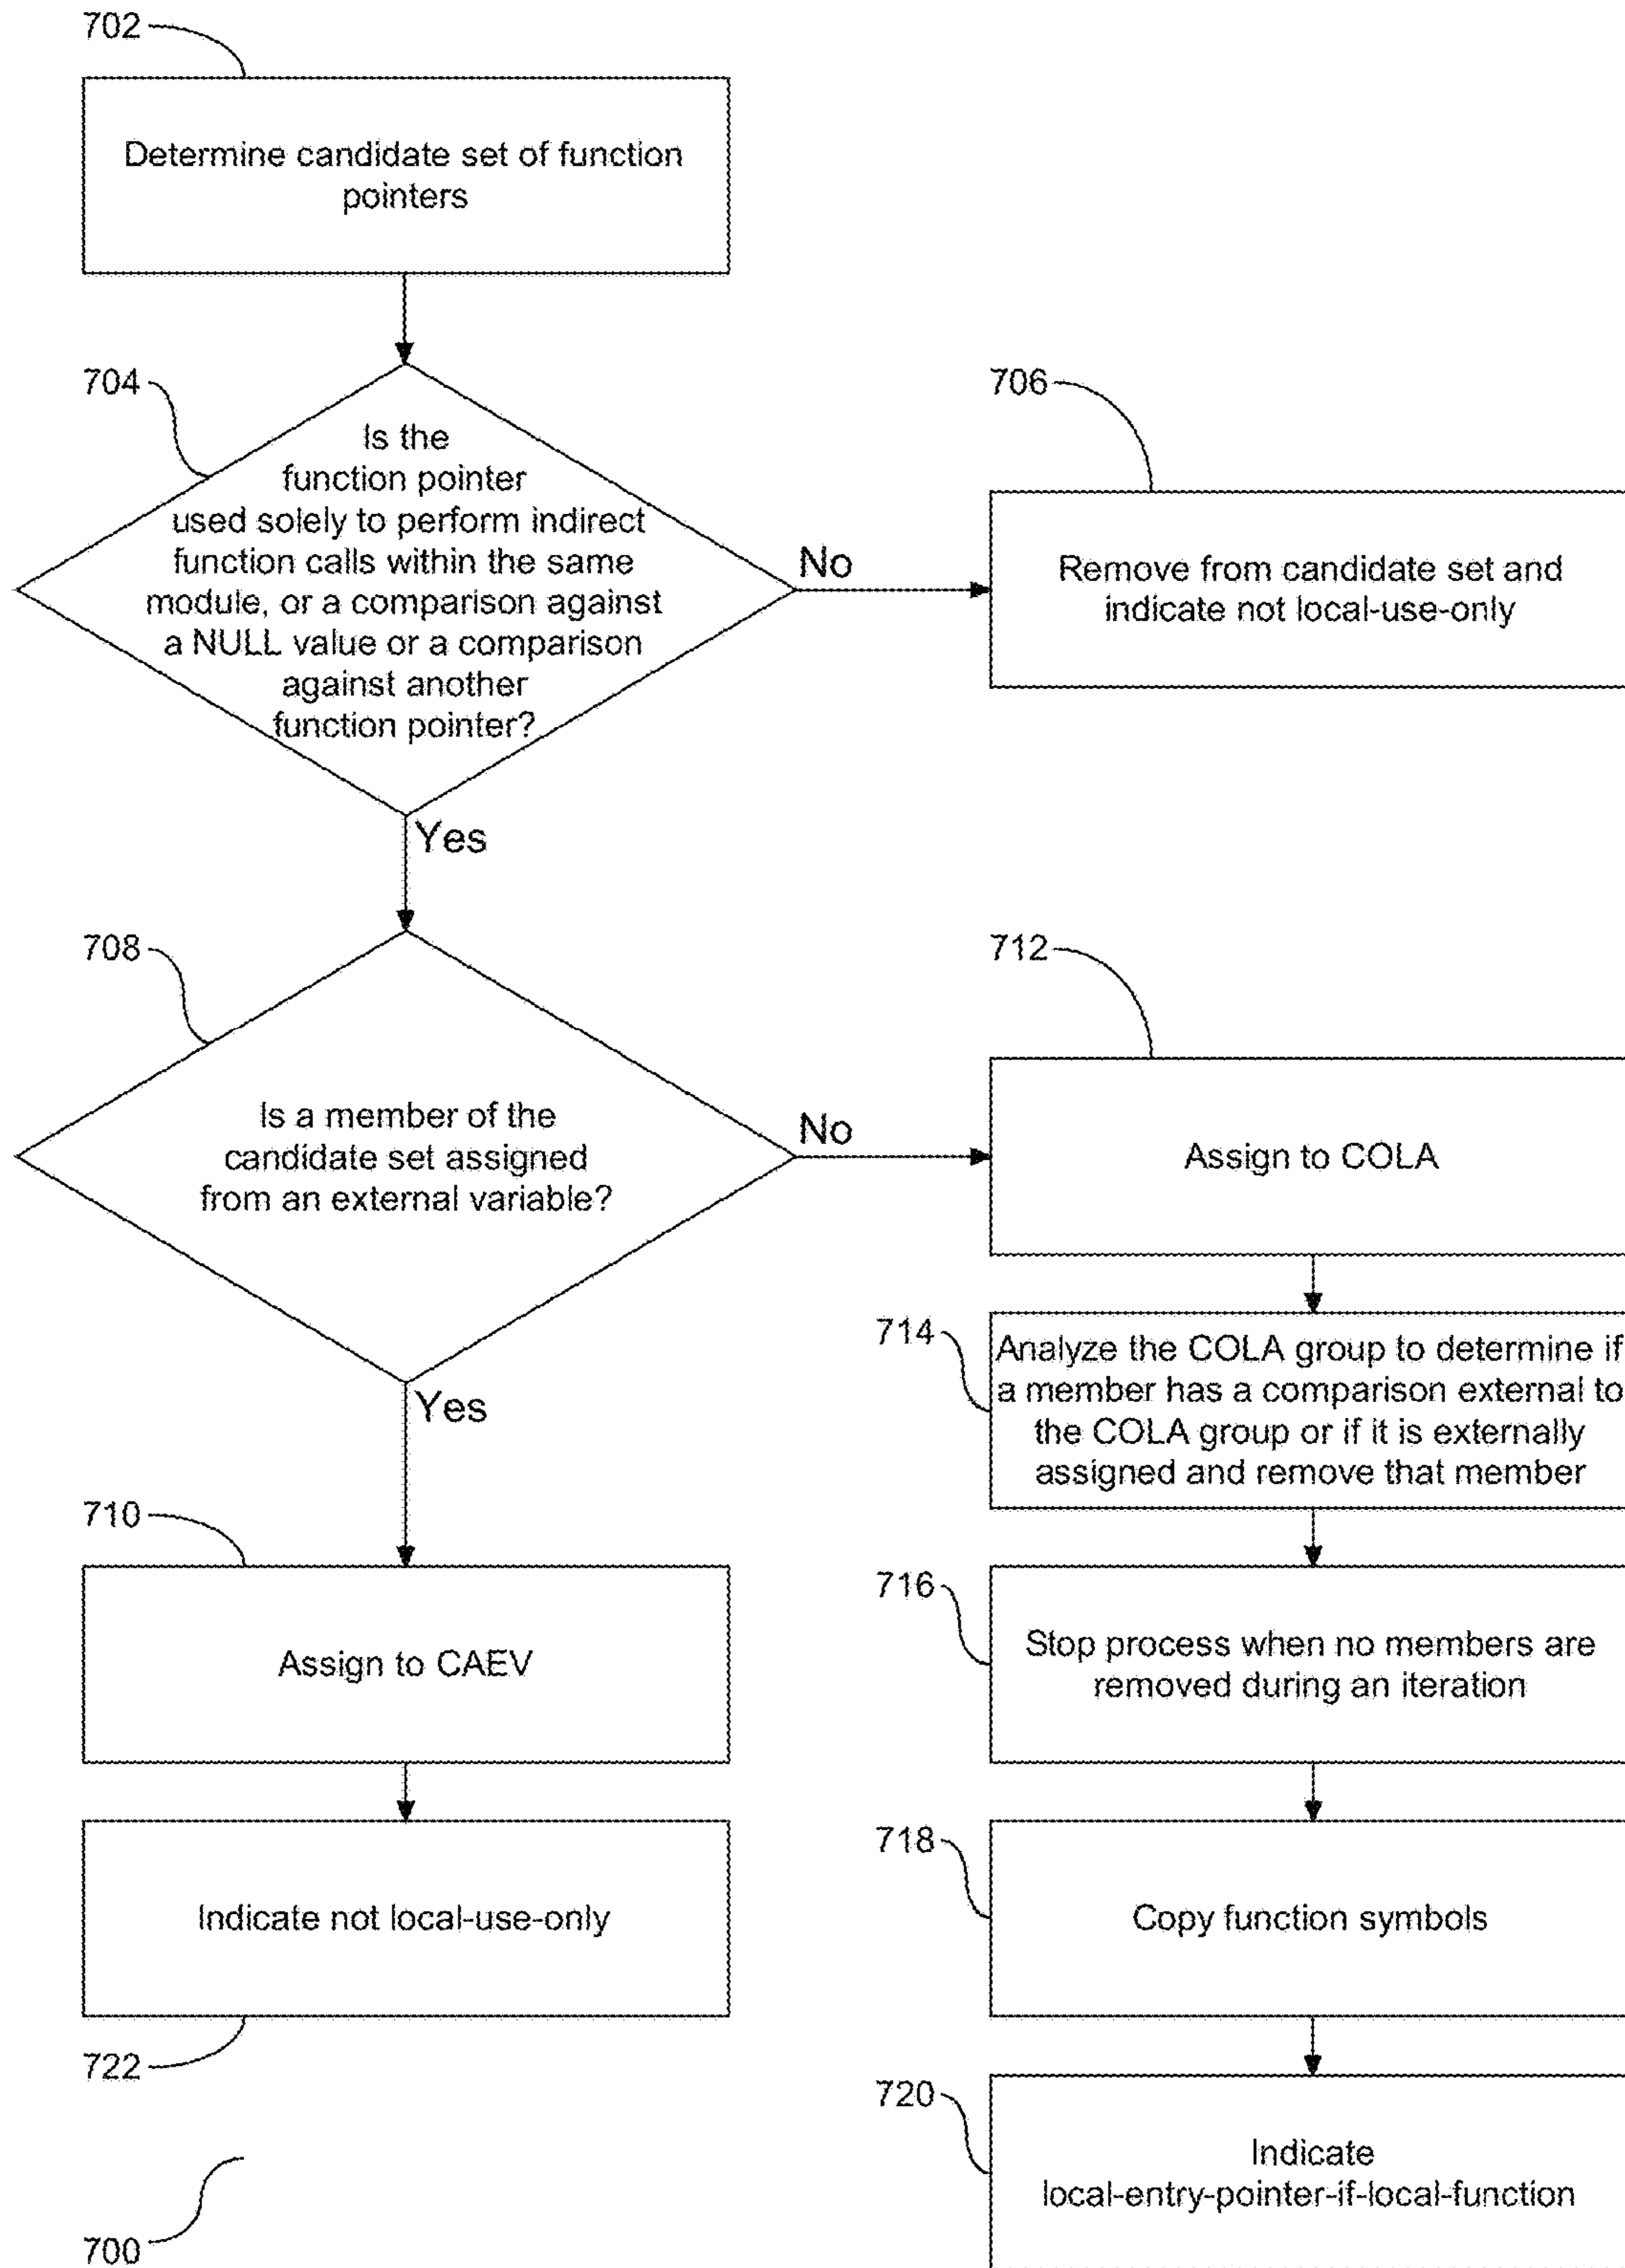 702
Determine candidate set of function
pointers
704
Is the
function pointer
used solely to perform indirect
function calls within the same
module, or a comparison against
a NULL value or a comparison
against another
function pointer?
No
706
Remove from candidate set and
indicate not local-use-only
Yes
708
Is a member of the
candidate set assigned
from an external variable?
No
712
Assign to COLA
714
Analyze the COLA group to determine if
a member has a comparison external to
the COLA group or if it is externally
assigned and remove that member
Yes
710
Assign to CAEV
716
Stop process when no members are
removed during an iteration
Indicate not local-use-only
722
718
Copy function symbols
720
Indicate
local-entry-pointer-if-local-function
700